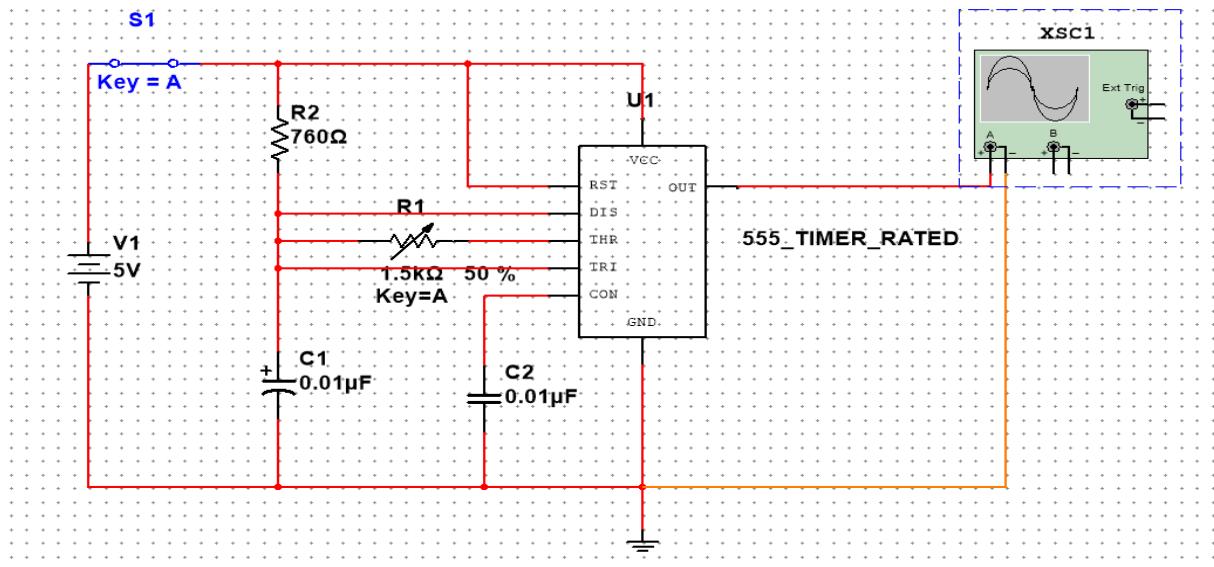 S1
Key = A
XSC1
Ext Trig
+
−
A
B
+
−
+
−
R2
760Ω
U1
VCC
RST
OUT
DIS
R1
THR
555_TIMER_RATED
V1
5V
TRI
1.5kΩ 50 %
Key=A
CON
GND
C1
+
0.01µF
C2
0.01µF